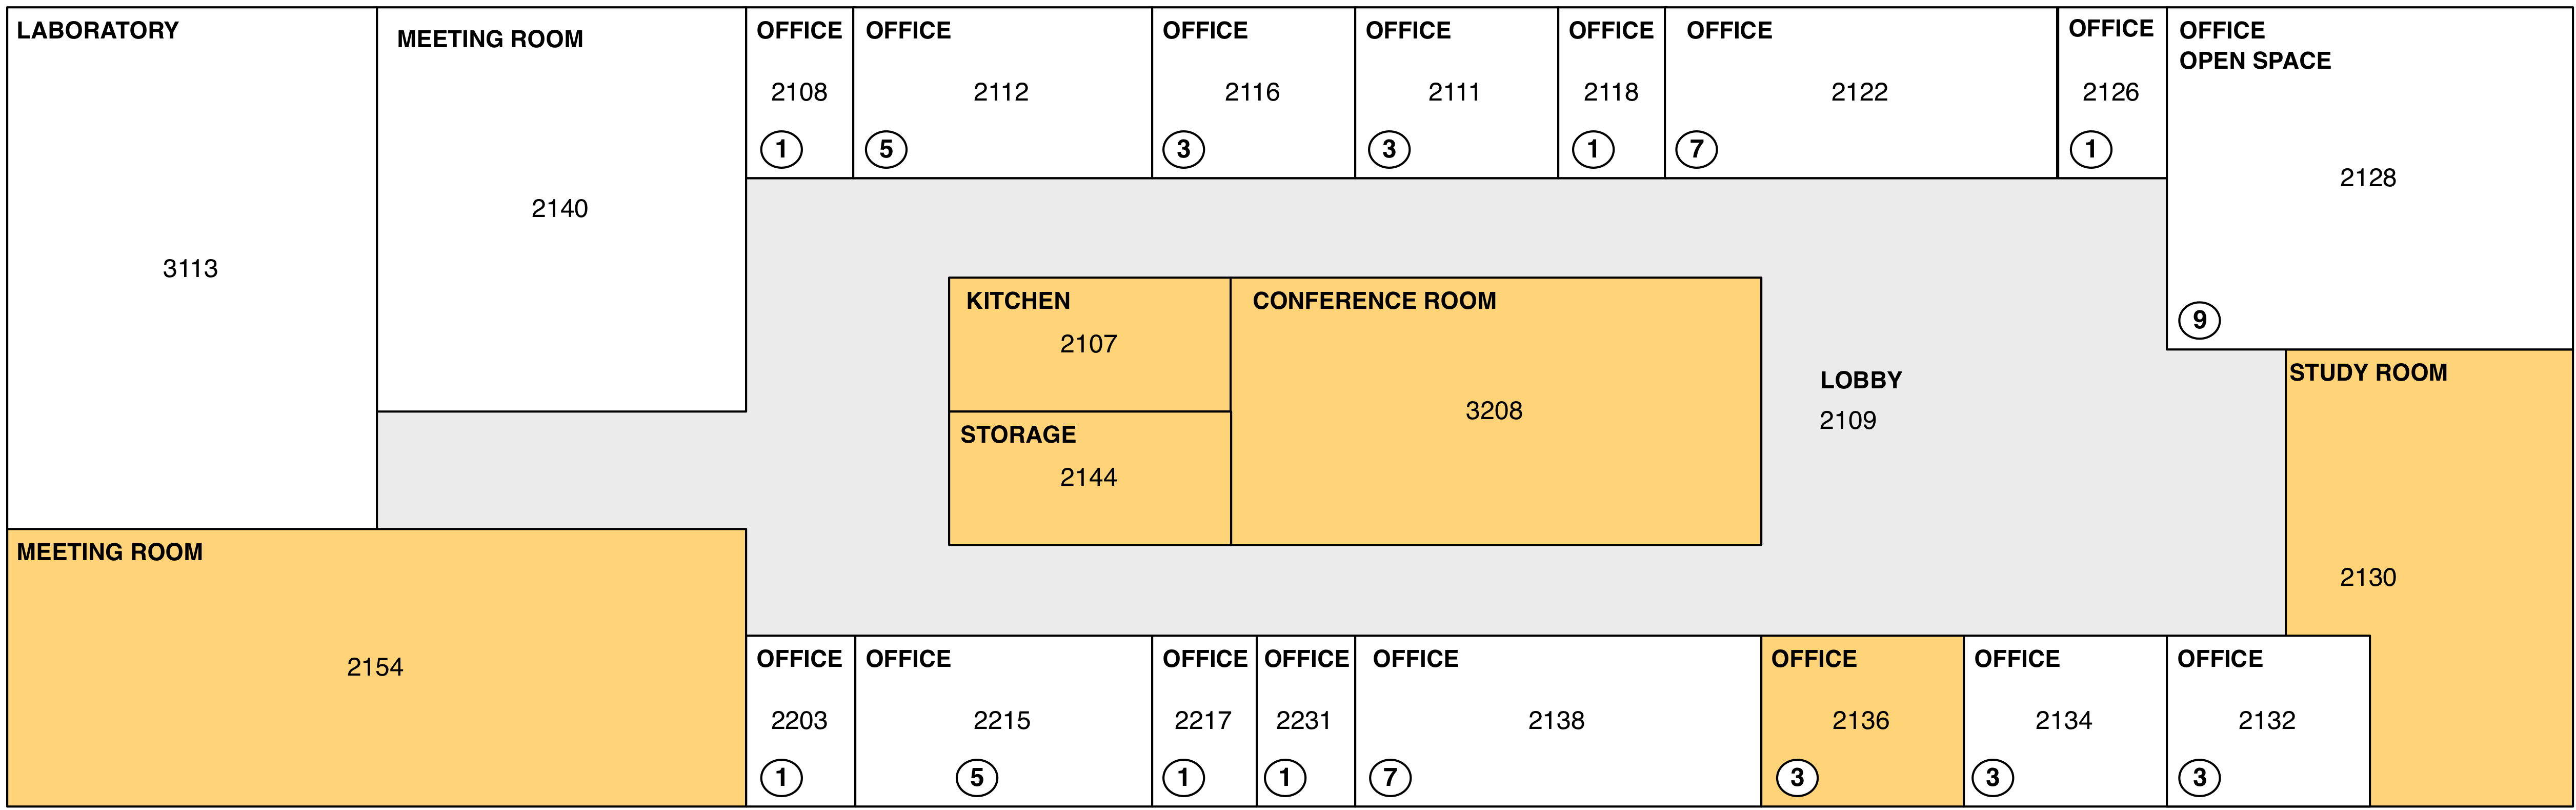 LABORATORY
3113
MEETING ROOM
2140
OFFICE
2108
1
OFFICE
2112
5
OFFICE
2116
3
OFFICE
2111
3
OFFICE
2118
1
OFFICE
2122
7
OFFICE
2126
1
OFFICE
OPEN SPACE
2128
9
KITCHEN
2107
CONFERENCE ROOM
3208
STORAGE
2144
LOBBY
2109
STUDY ROOM
2130
MEETING ROOM
2154
OFFICE
2203
1
OFFICE
2215
5
OFFICE
2217
1
OFFICE
2231
1
OFFICE
2138
7
OFFICE
2136
3
OFFICE
2134
3
OFFICE
2132
3